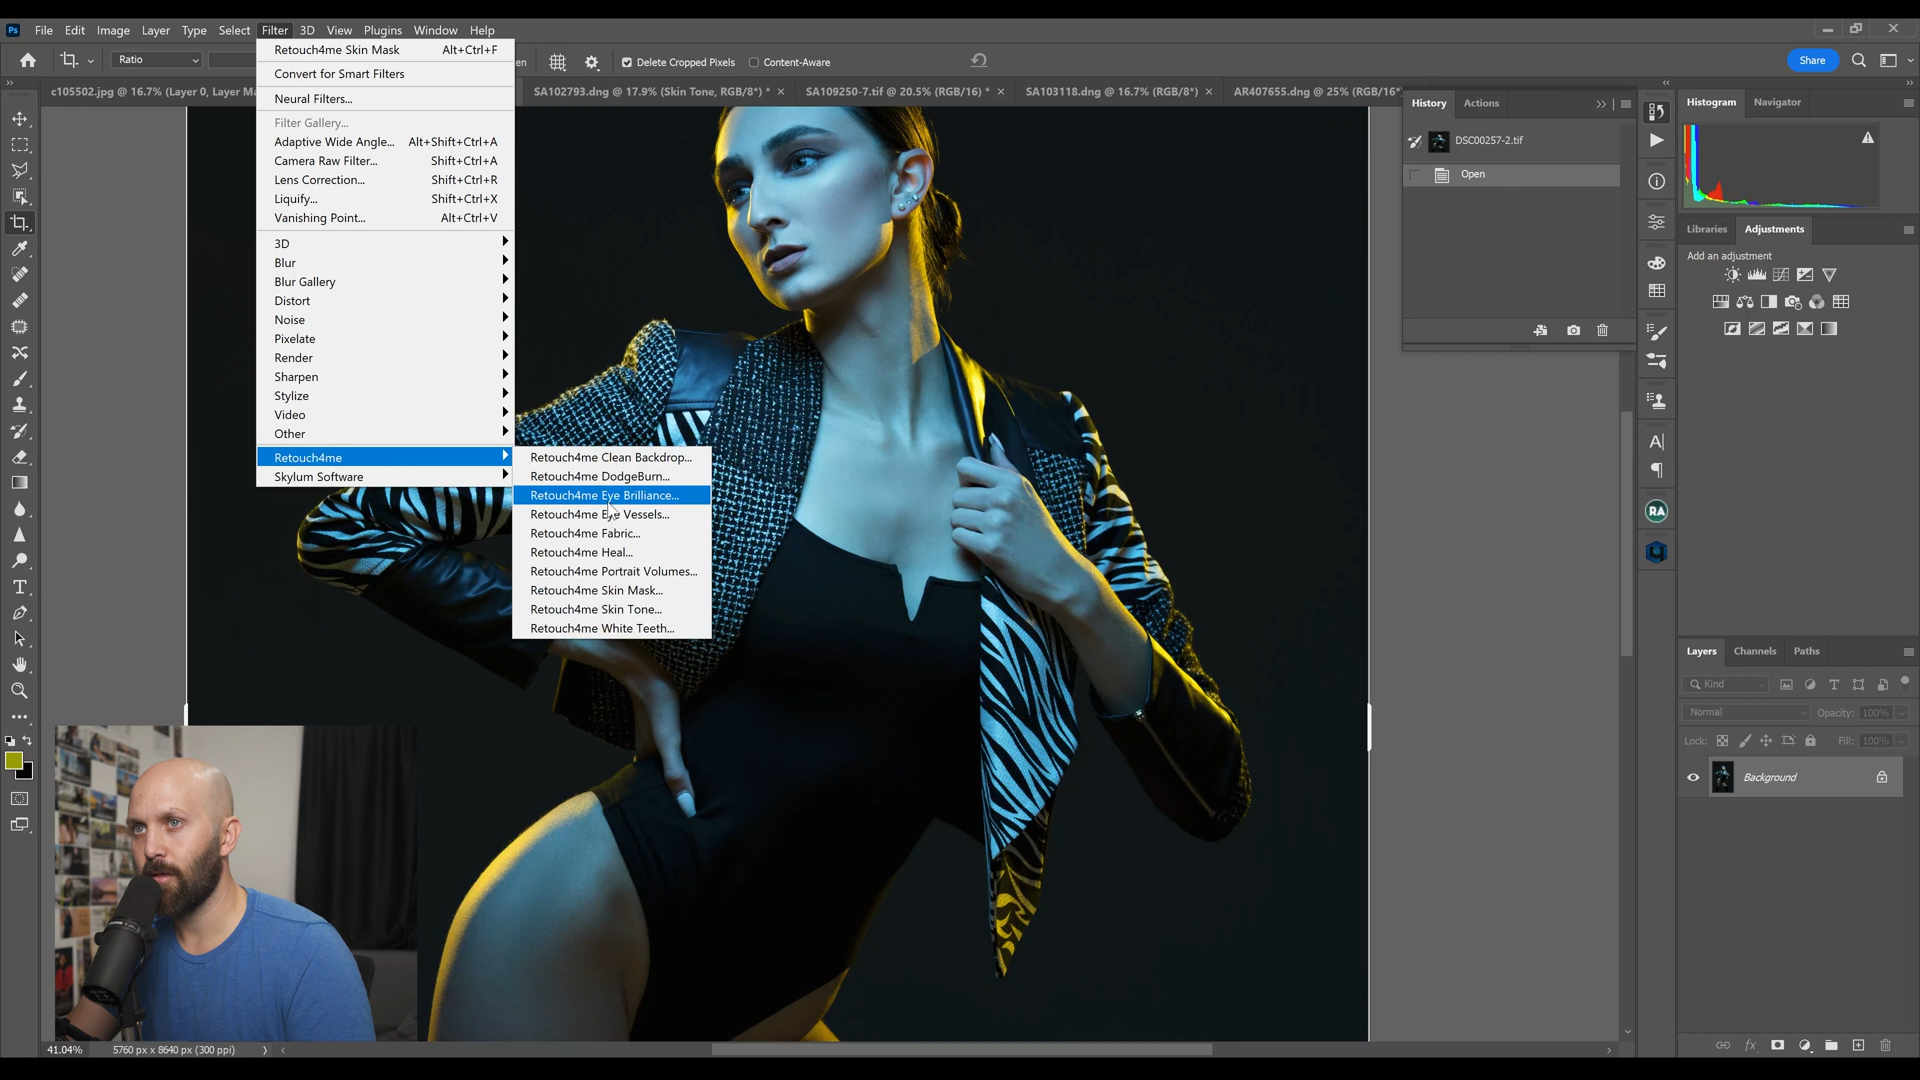 Ps File Edit Image Layer Type Select Filter 3D View Plugins Window Help
Ratio
en
Delete Cropped Pixels
Content-Aware
Share
c105502.jpg @ 16.7% (Layer 0, Layer Ma
SA102793.dng @ 17.9% (Skin Tone, RGB/8*) *
SA109250-7.tif @ 20.5% (RGB/16) *
SA103118.dng @ 16.7% (RGB/8*)
AR407655.dng @ 25% (RGB/16*
Retouch4me Skin Mask Alt+Ctrl+F
Convert for Smart Filters
Neural Filters...
Filter Gallery...
Adaptive Wide Angle... Alt+Shift+Ctrl+A
Camera Raw Filter... Shift+Ctrl+A
Lens Correction... Shift+Ctrl+R
Liquify... Shift+Ctrl+X
Vanishing Point... Alt+Ctrl+V
3D
Blur
Blur Gallery
Distort
Noise
Pixelate
Render
Sharpen
Stylize
Video
Other
Retouch4me
Skylum Software
Retouch4me Clean Backdrop...
Retouch4me DodgeBurn...
Retouch4me Eye Brilliance...
Retouch4me Eye Vessels...
Retouch4me Fabric...
Retouch4me Heal...
Retouch4me Portrait Volumes...
Retouch4me Skin Mask...
Retouch4me Skin Tone...
Retouch4me White Teeth...
History Actions
DSC00257-2.tif
Open
Histogram Navigator
Libraries Adjustments
Add an adjustment
RA
Layers Channels Paths
Kind
Normal Opacity: 100%
Lock: Fill: 100%
Background
41.04% 5760 px x 8640 px (300 ppi)